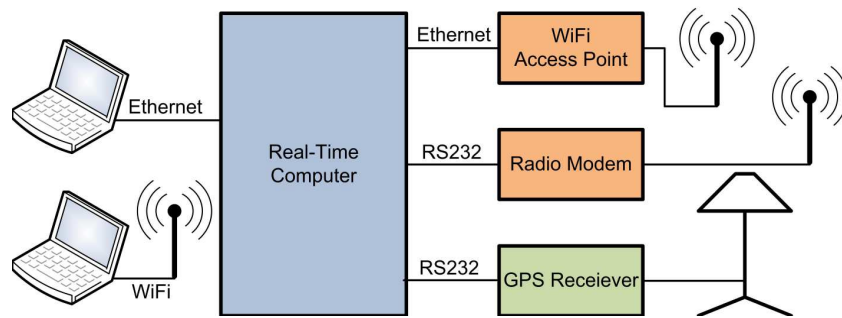 Ethernet
WiFi
Access Point
Ethernet
Real-Time
Computer
RS232
Radio Modem
WiFi
RS232
GPS Receiever